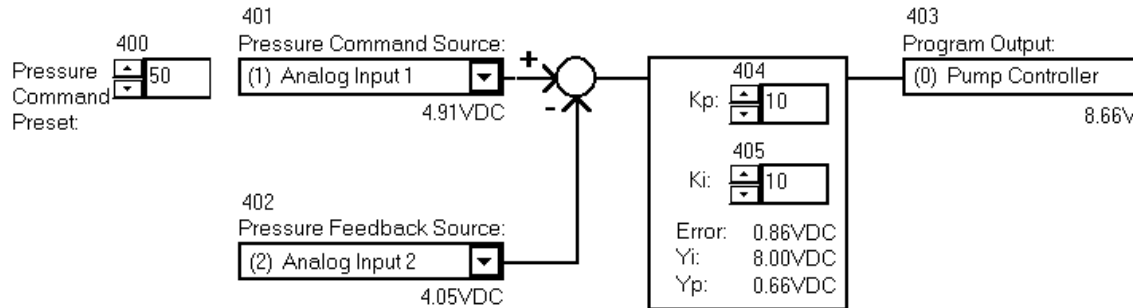 400
Pressure Command Preset:
50
401
Pressure Command Source:
(1) Analog Input 1
4.91VDC
+
-
402
Pressure Feedback Source:
(2) Analog Input 2
4.05VDC
404
Kp:
10
405
Ki:
10
Error: 0.86VDC
Yi: 8.00VDC
Yp: 0.66VDC
403
Program Output:
(0) Pump Controller
8.66V